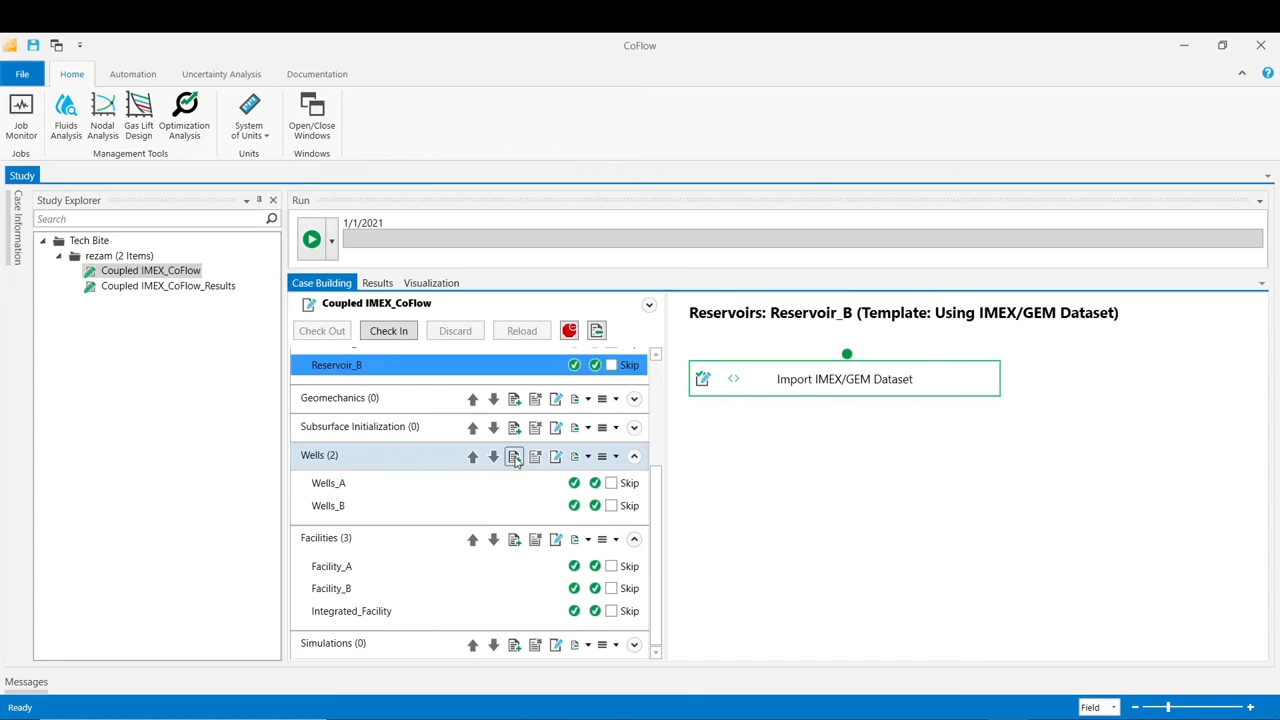 CoFlow
File
Home
Automation
Uncertainty Analysis
Documentation
Job Monitor
Fluids Analysis
Nodal Analysis
Gas Lift Design
Optimization Analysis
System of Units
Open/Close Windows
Jobs
Management Tools
Units
Windows
Study
Case Information
Study Explorer
Search
Tech Bite
rezam (2 Items)
Coupled IMEX_CoFlow
Coupled IMEX_CoFlow_Results
Run
1/1/2021
Case Building
Results
Visualization
Coupled IMEX_CoFlow
Check Out
Check In
Discard
Reload
Reservoir_B
Skip
Geomechanics (0)
Subsurface Initialization (0)
Wells (2)
Wells_A
Skip
Wells_B
Skip
Facilities (3)
Facility_A
Skip
Facility_B
Skip
Integrated_Facility
Skip
Simulations (0)
Reservoirs: Reservoir_B (Template: Using IMEX/GEM Dataset)
Import IMEX/GEM Dataset
Messages
Ready
Field